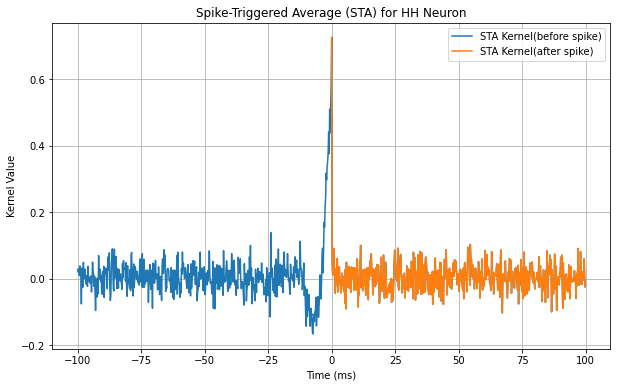 Spike-Triggered Average (STA) for HH Neuron
STA Kernel(before spike)
STA Kernel(after spike)
Kernel Value
0.6
0.4
0.2
0.0
−0.2
−100
−75
−50
−25
0
25
50
75
100
Time (ms)